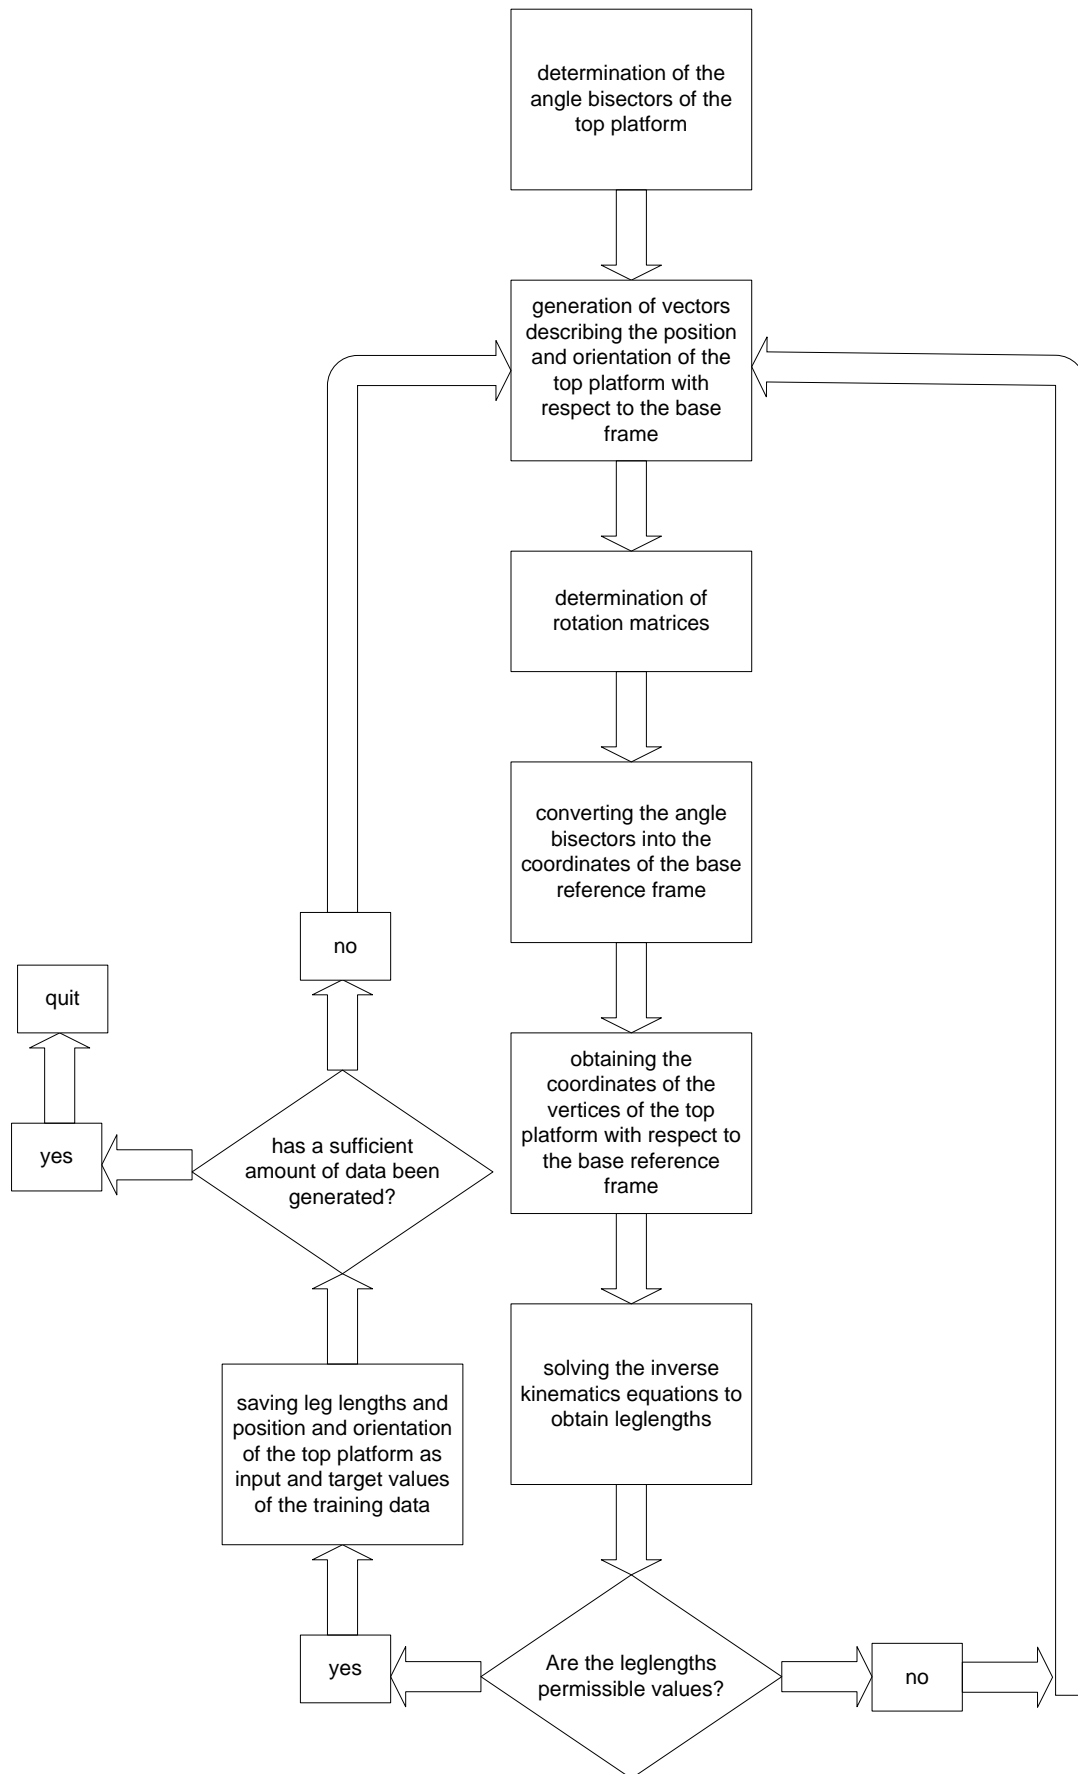 determination of the
angle bisectors of the
top platform
generation of vectors
describing the position
and orientation of the
top platform with
respect to the base
frame
determination of
rotation matrices
converting the angle
bisectors into the
coordinates of the base
reference frame
no
quit
obtaining the
coordinates of the
vertices of the top
platform with respect to
the base reference
frame
yes
has a sufficient
amount of data been
generated?
solving the inverse
kinematics equations to
obtain leglengths
saving leg lengths and
position and orientation
of the top platform as
input and target values
of the training data
yes
Are the leglengths
permissible values?
no